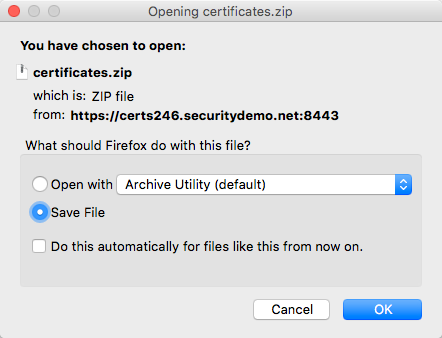 Opening certificates.zip
You have chosen to open:
certificates.zip
which is: ZIP file
from: https://certs246.securitydemo.net:8443
What should Firefox do with this file?
Open with Archive Utility (default)
Save File
Do this automatically for files like this from now on.
Cancel OK